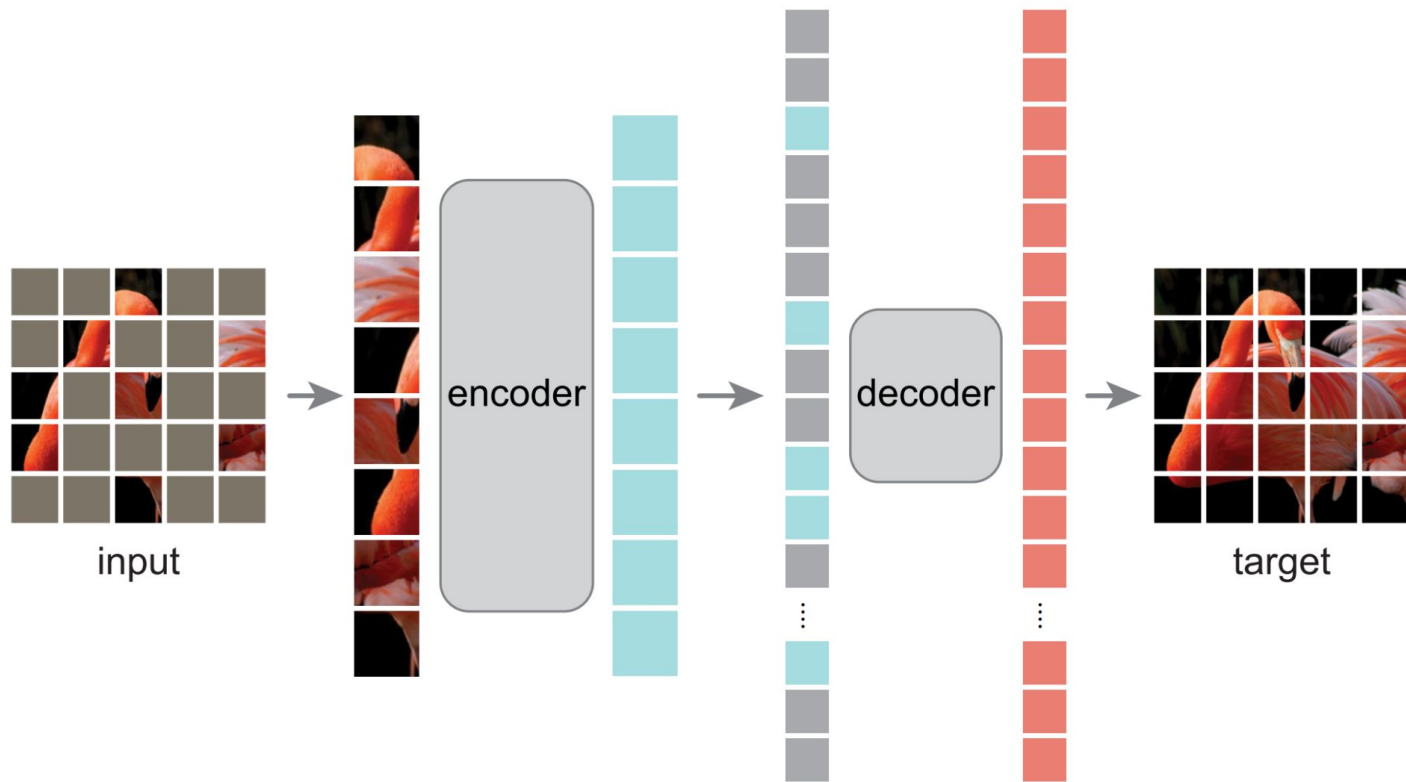 input
encoder
decoder
target